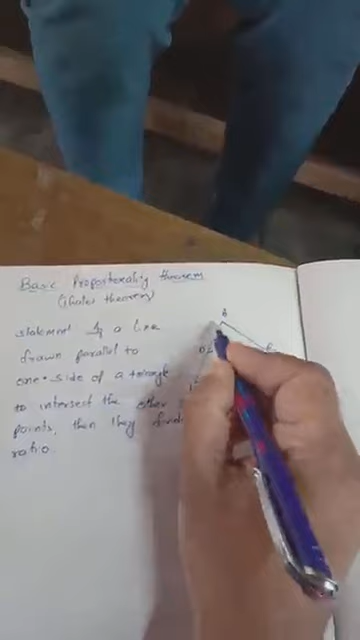 Basic Proportionality theorem
(Thales theorem)
statement If a line
drawn parallel to
one side of a triangle
to intersect the other
points, then they divide
ratio.
A
D
E